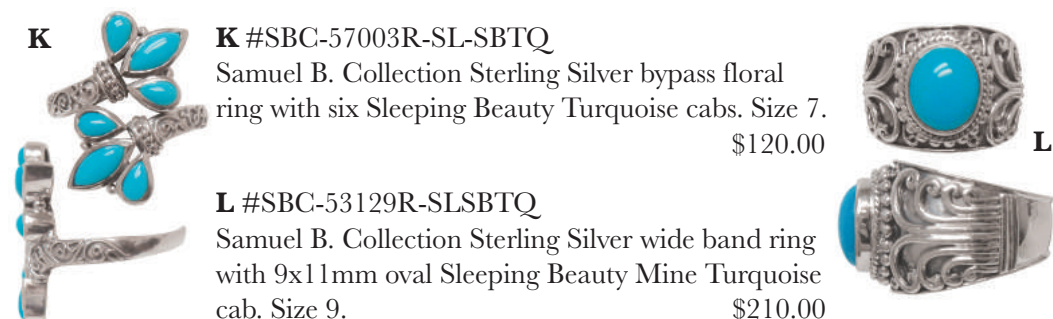 K
K #SBC-57003R-SL-SBTQ
Samuel B. Collection Sterling Silver bypass floral
ring with six Sleeping Beauty Turquoise cabs. Size 7.
$120.00
L
L #SBC-53129R-SLSBTQ
Samuel B. Collection Sterling Silver wide band ring
with 9x11mm oval Sleeping Beauty Mine Turquoise
cab. Size 9. $210.00